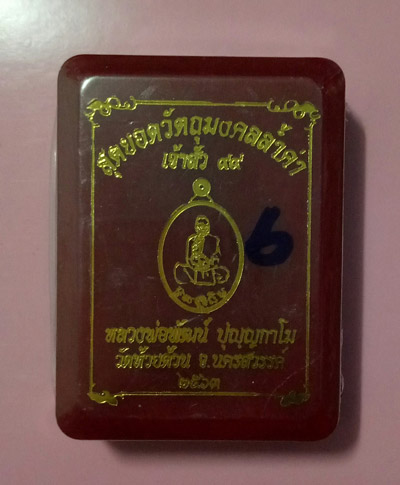 สุดยอดวัตถุมงคลล้ำค่า
เจ้าสัว ๙๙
6
หลวงพ่อพัฒน์ ปุญญกาโม
วัดห้วยด้วน จ.นครสวรรค์
๒๕๖๓